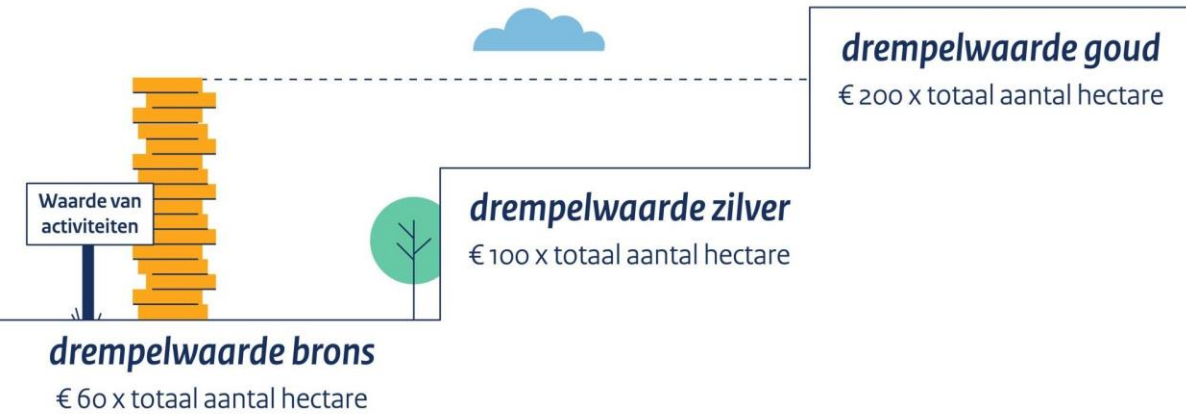 drempelwaarde goud
€ 200 x totaal aantal hectare
Waarde van
activiteiten
drempelwaarde zilver
€ 100 x totaal aantal hectare
drempelwaarde brons
€ 60 x totaal aantal hectare